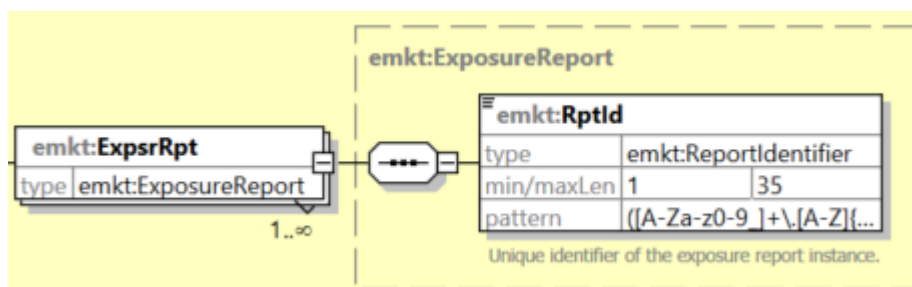 emkt:ExposureReport
emkt:RptId
emkt:ExpsrRpt
type emkt:ReportIdentifier
type emkt:ExposureReport
min/maxLen 1 35
1..∞
pattern ([A-Za-z0-9_]+\.[A-Z]{...
Unique identifier of the exposure report instance.